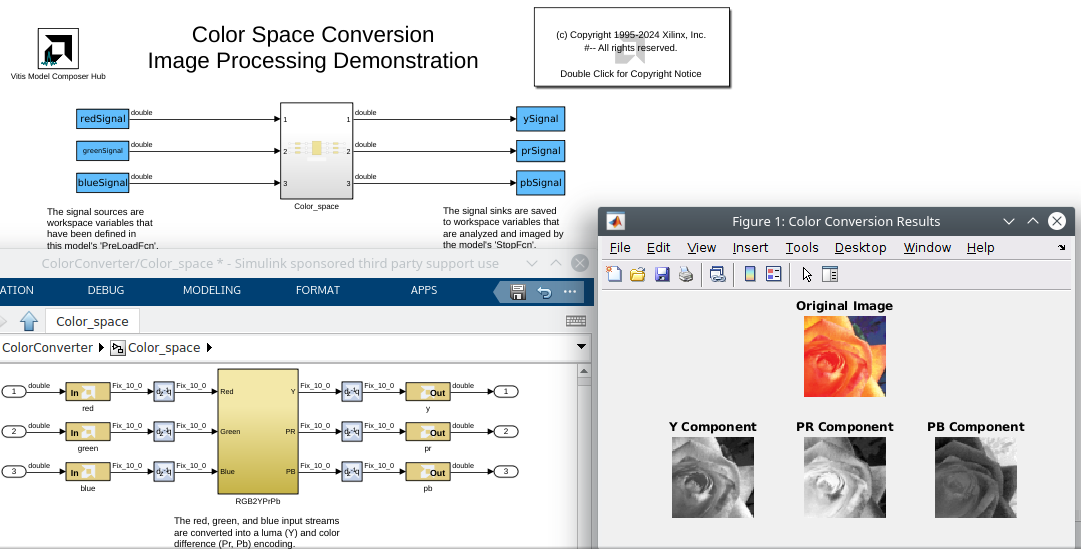 Color Space Conversion
Image Processing Demonstration
Vitis Model Composer Hub
(c) Copyright 1995-2024 Xilinx, Inc.
#-- All rights reserved.
Double Click for Copyright Notice
redSignal double 1 1 double ySignal
greenSignal double 2 2 double prSignal
blueSignal double 3 3 double pbSignal
Color_space
The signal sources are
workspace variables that
have been defined in
this model's 'PreLoadFcn'.
The signal sinks are saved
to workspace variables that
are analyzed and imaged by
the model's 'StopFcn'.
ColorConverter/Color_space * - Simulink sponsored third party support use
ATION DEBUG MODELING FORMAT APPS
Color_space
ColorConverter Color_space
1 double In Fix_10_0 z-1 Fix_10_0 Red Y Fix_10_0 z-1 Fix_10_0 Out double 1
red y
2 double In Fix_10_0 z-1 Fix_10_0 Green PR Fix_10_0 z-1 Fix_10_0 Out double 2
green pr
3 double In Fix_10_0 z-1 Fix_10_0 Blue PB Fix_10_0 z-1 Fix_10_0 Out double 3
blue pb
RGB2YPrPb
The red, green, and blue input streams
are converted into a luma (Y) and color
difference (Pr, Pb) encoding.
Figure 1: Color Conversion Results
File Edit View Insert Tools Desktop Window Help
Original Image
Y Component PR Component PB Component